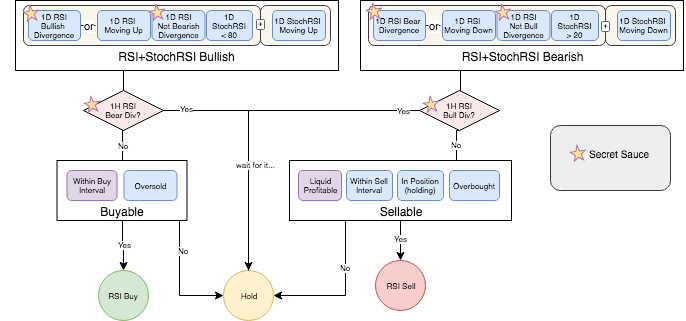 1D RSI
Bullish
Divergence
or
1D RSI
Moving Up
1D RSI
Not Bearish
Divergence
1D
StochRSI
< 80
+
1D StochRSI
Moving Up
RSI+StochRSI Bullish
1D RSI Bear
Divergence
or
1D RSI
Moving Down
1D RSI
Not Bull
Divergence
1D
StochRSI
> 20
+
1D StochRSI
Moving Down
RSI+StochRSI Bearish
1H RSI
Bear Div?
Yes
Yes
1H RSI
Bull Div?
No
No
wait for it...
Secret Sauce
Within Buy
Interval
Oversold
Buyable
Liquid
Profitable
Within Sell
Interval
In Position
(holding)
Overbought
Sellable
Yes
No
No
Yes
RSI Buy
Hold
RSI Sell